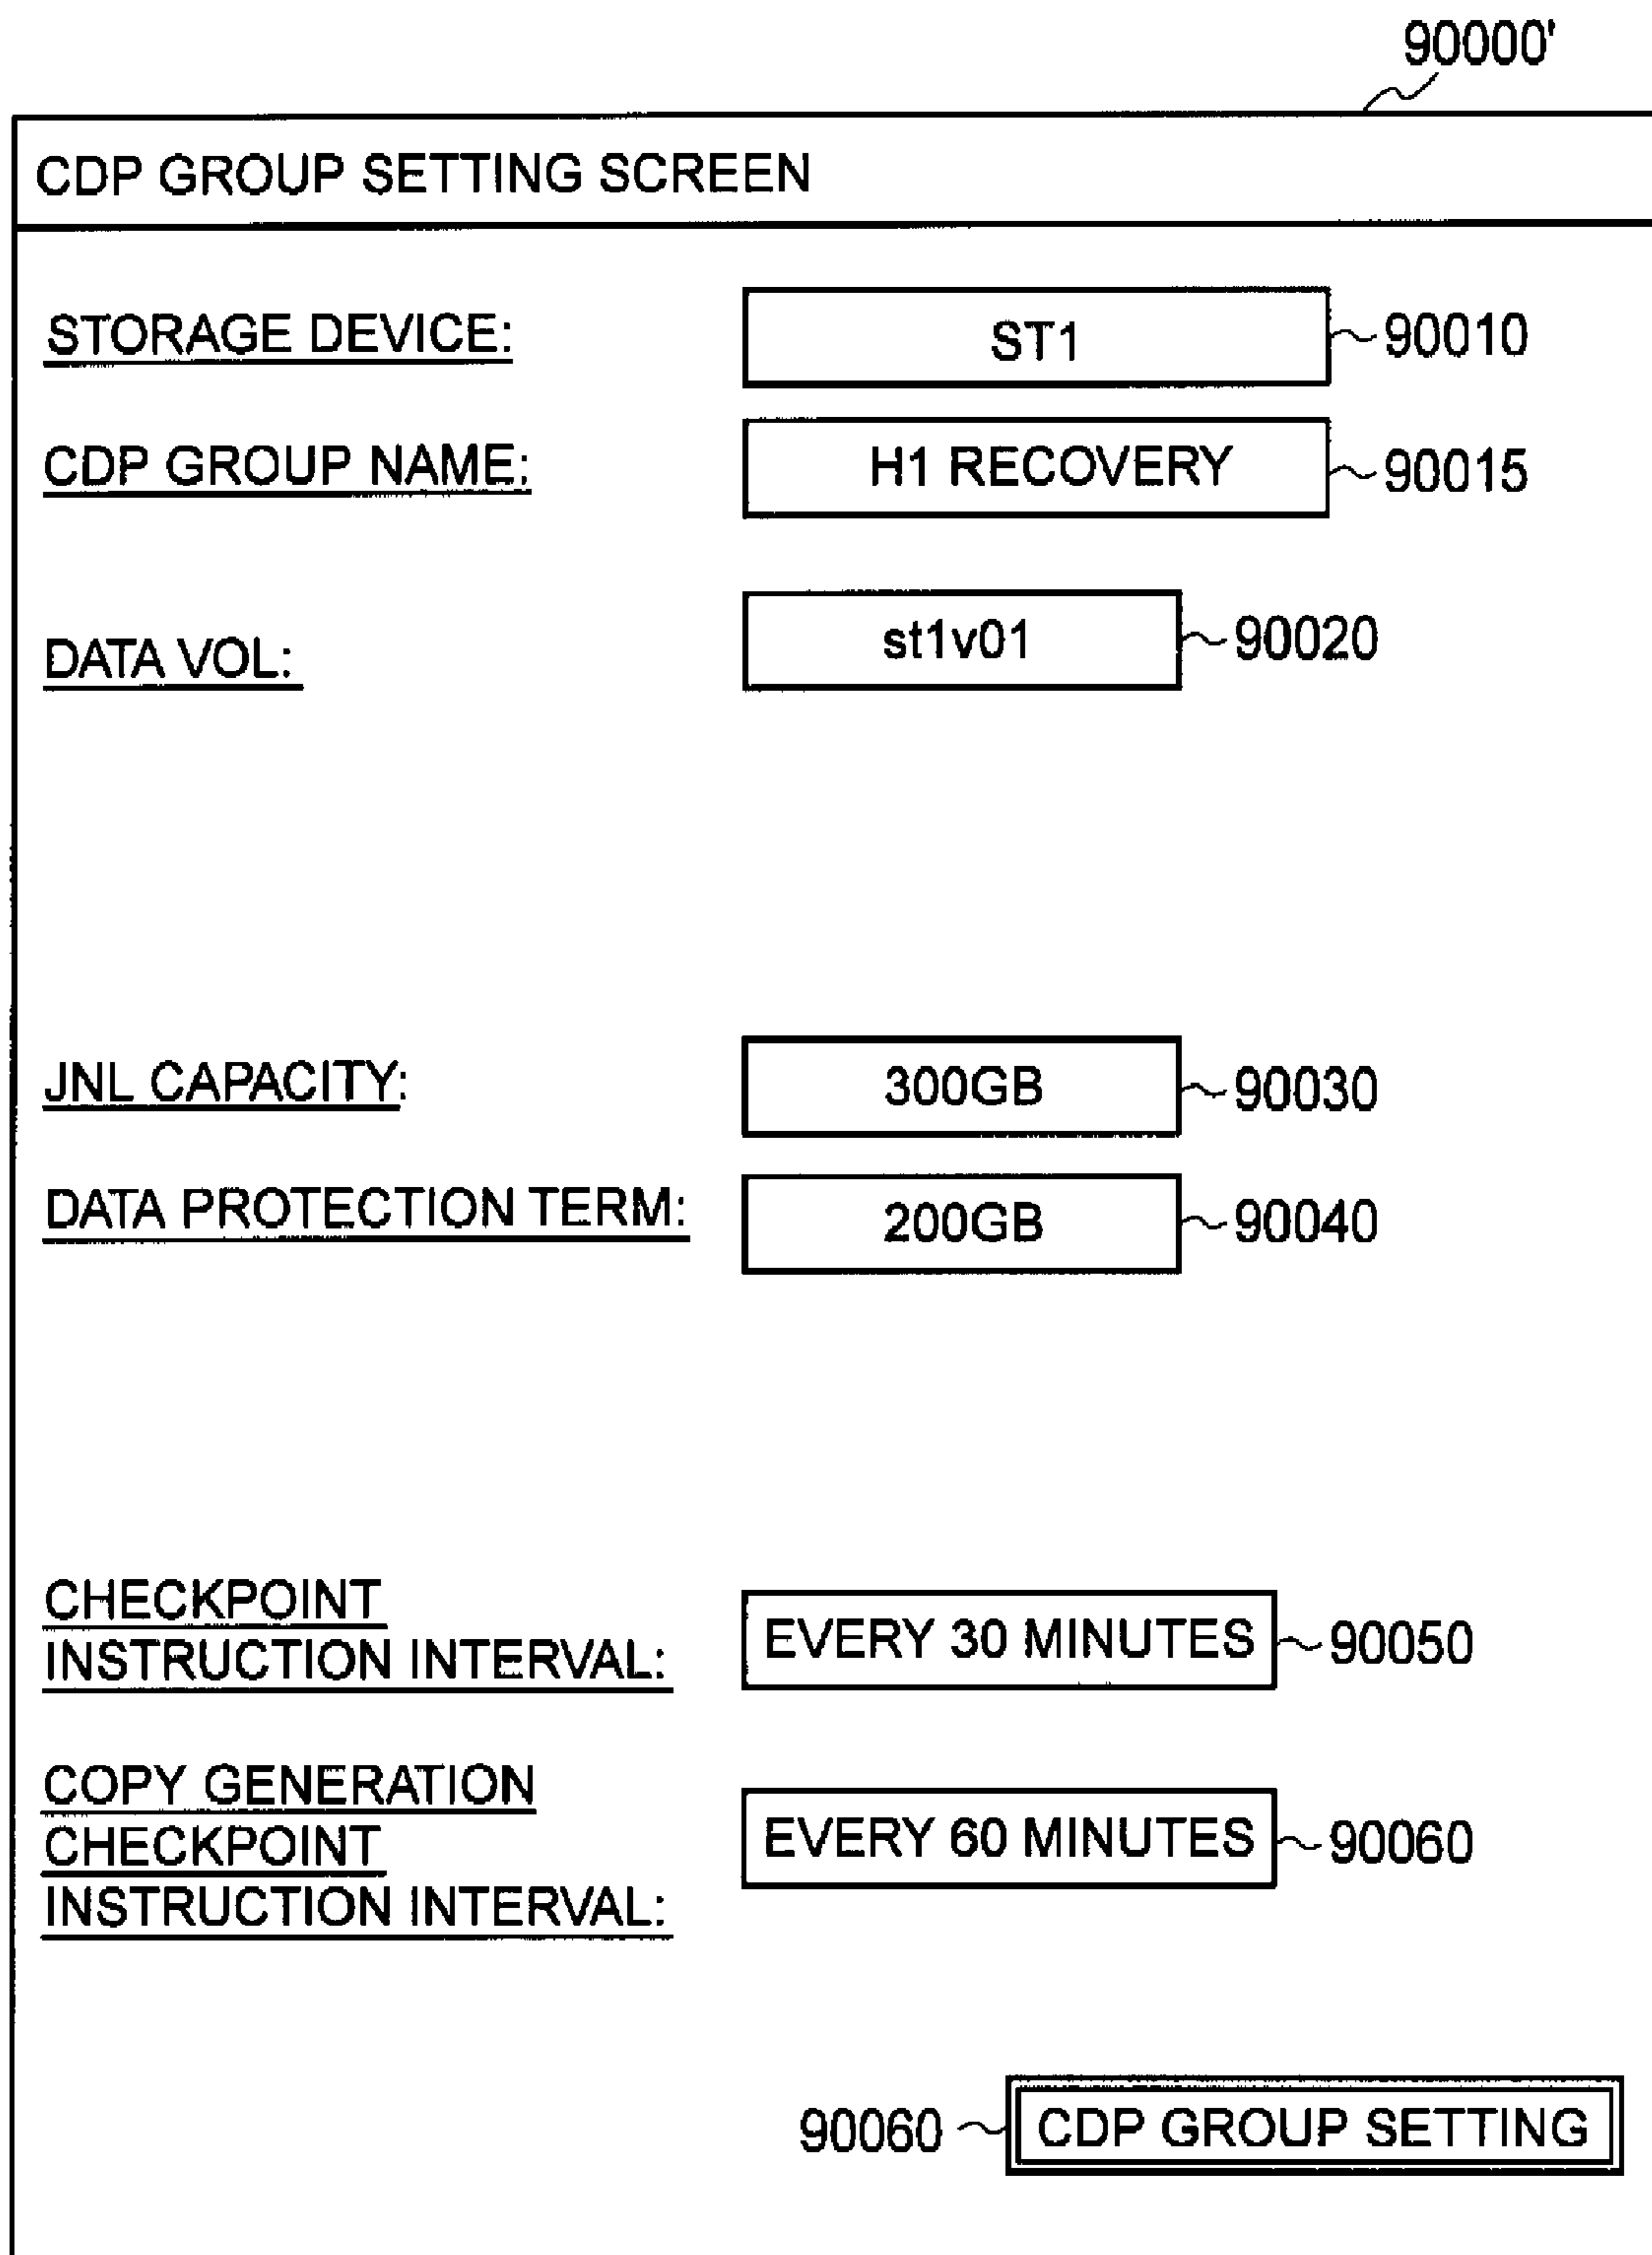 90000'
CDP GROUP SETTING SCREEN
STORAGE DEVICE: ST1 90010
CDP GROUP NAME: H1 RECOVERY 90015
DATA VOL: st1v01 90020
JNL CAPACITY: 300GB 90030
DATA PROTECTION TERM: 200GB 90040
CHECKPOINT
INSTRUCTION INTERVAL: EVERY 30 MINUTES 90050
COPY GENERATION
CHECKPOINT EVERY 60 MINUTES 90060
INSTRUCTION INTERVAL:
90060 CDP GROUP SETTING